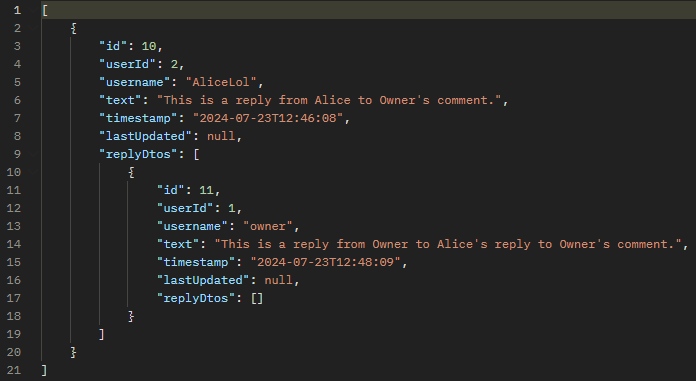 1 [
2     {
3         "id": 10,
4         "userId": 2,
5         "username": "AliceLol",
6         "text": "This is a reply from Alice to Owner's comment.",
7         "timestamp": "2024-07-23T12:46:08",
8         "lastUpdated": null,
9         "replyDtos": [
10             {
11                 "id": 11,
12                 "userId": 1,
13                 "username": "owner",
14                 "text": "This is a reply from Owner to Alice's reply to Owner's comment.",
15                 "timestamp": "2024-07-23T12:48:09",
16                 "lastUpdated": null,
17                 "replyDtos": []
18             }
19         ]
20     }
21 ]